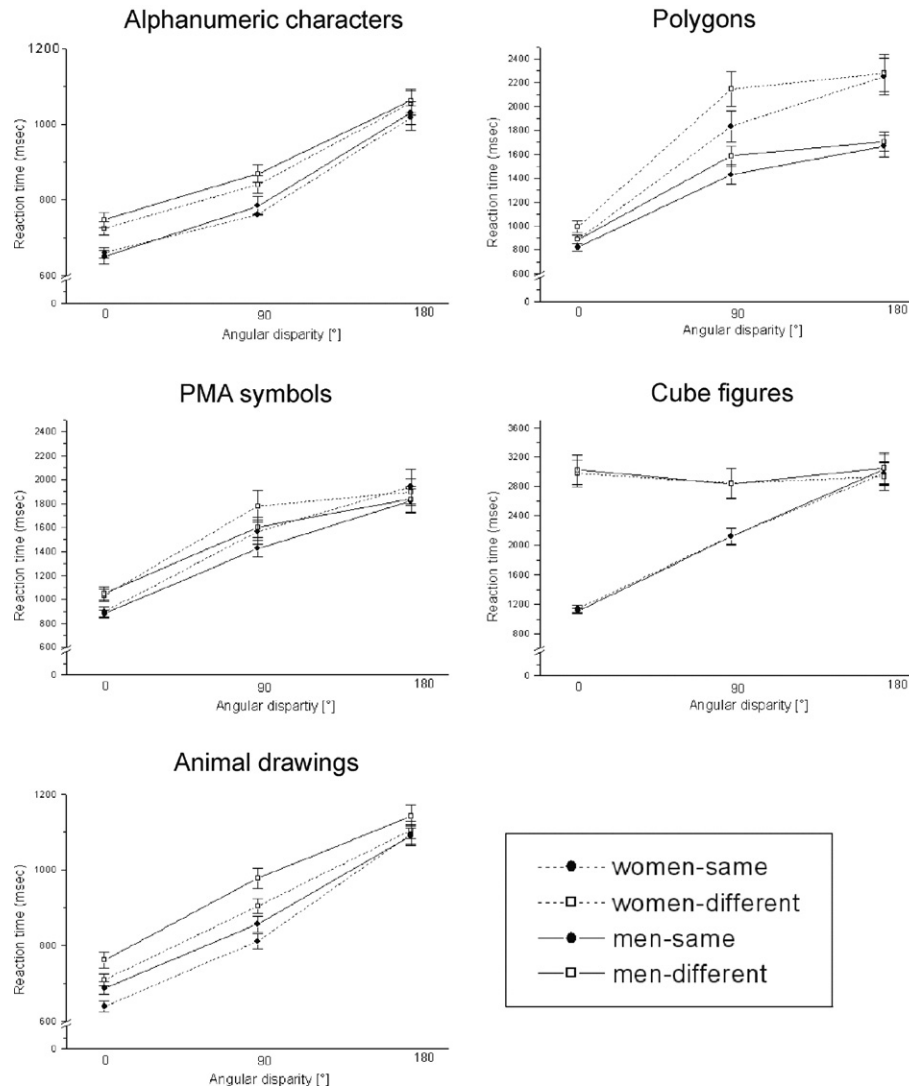 Alphanumeric characters
1200
1000
800
600
0
Reaction time (msec)
0
90
180
Angular disparity [°]
Polygons
2400
2200
2000
1800
1600
1400
1200
1000
800
600
0
Reaction time (msec)
0
90
180
Angular disparity [°]
PMA symbols
2400
2200
2000
1800
1600
1400
1200
1000
800
600
0
Reaction time (msec)
0
90
180
Angular dispartiy [°]
Cube figures
3600
3200
2800
2400
2000
1600
1200
800
0
Reaction time (msec)
0
90
180
Angular disparity [°]
Animal drawings
1200
1000
800
600
0
Reaction time (msec)
0
90
180
Angular disparity [°]
women-same
women-different
men-same
men-different